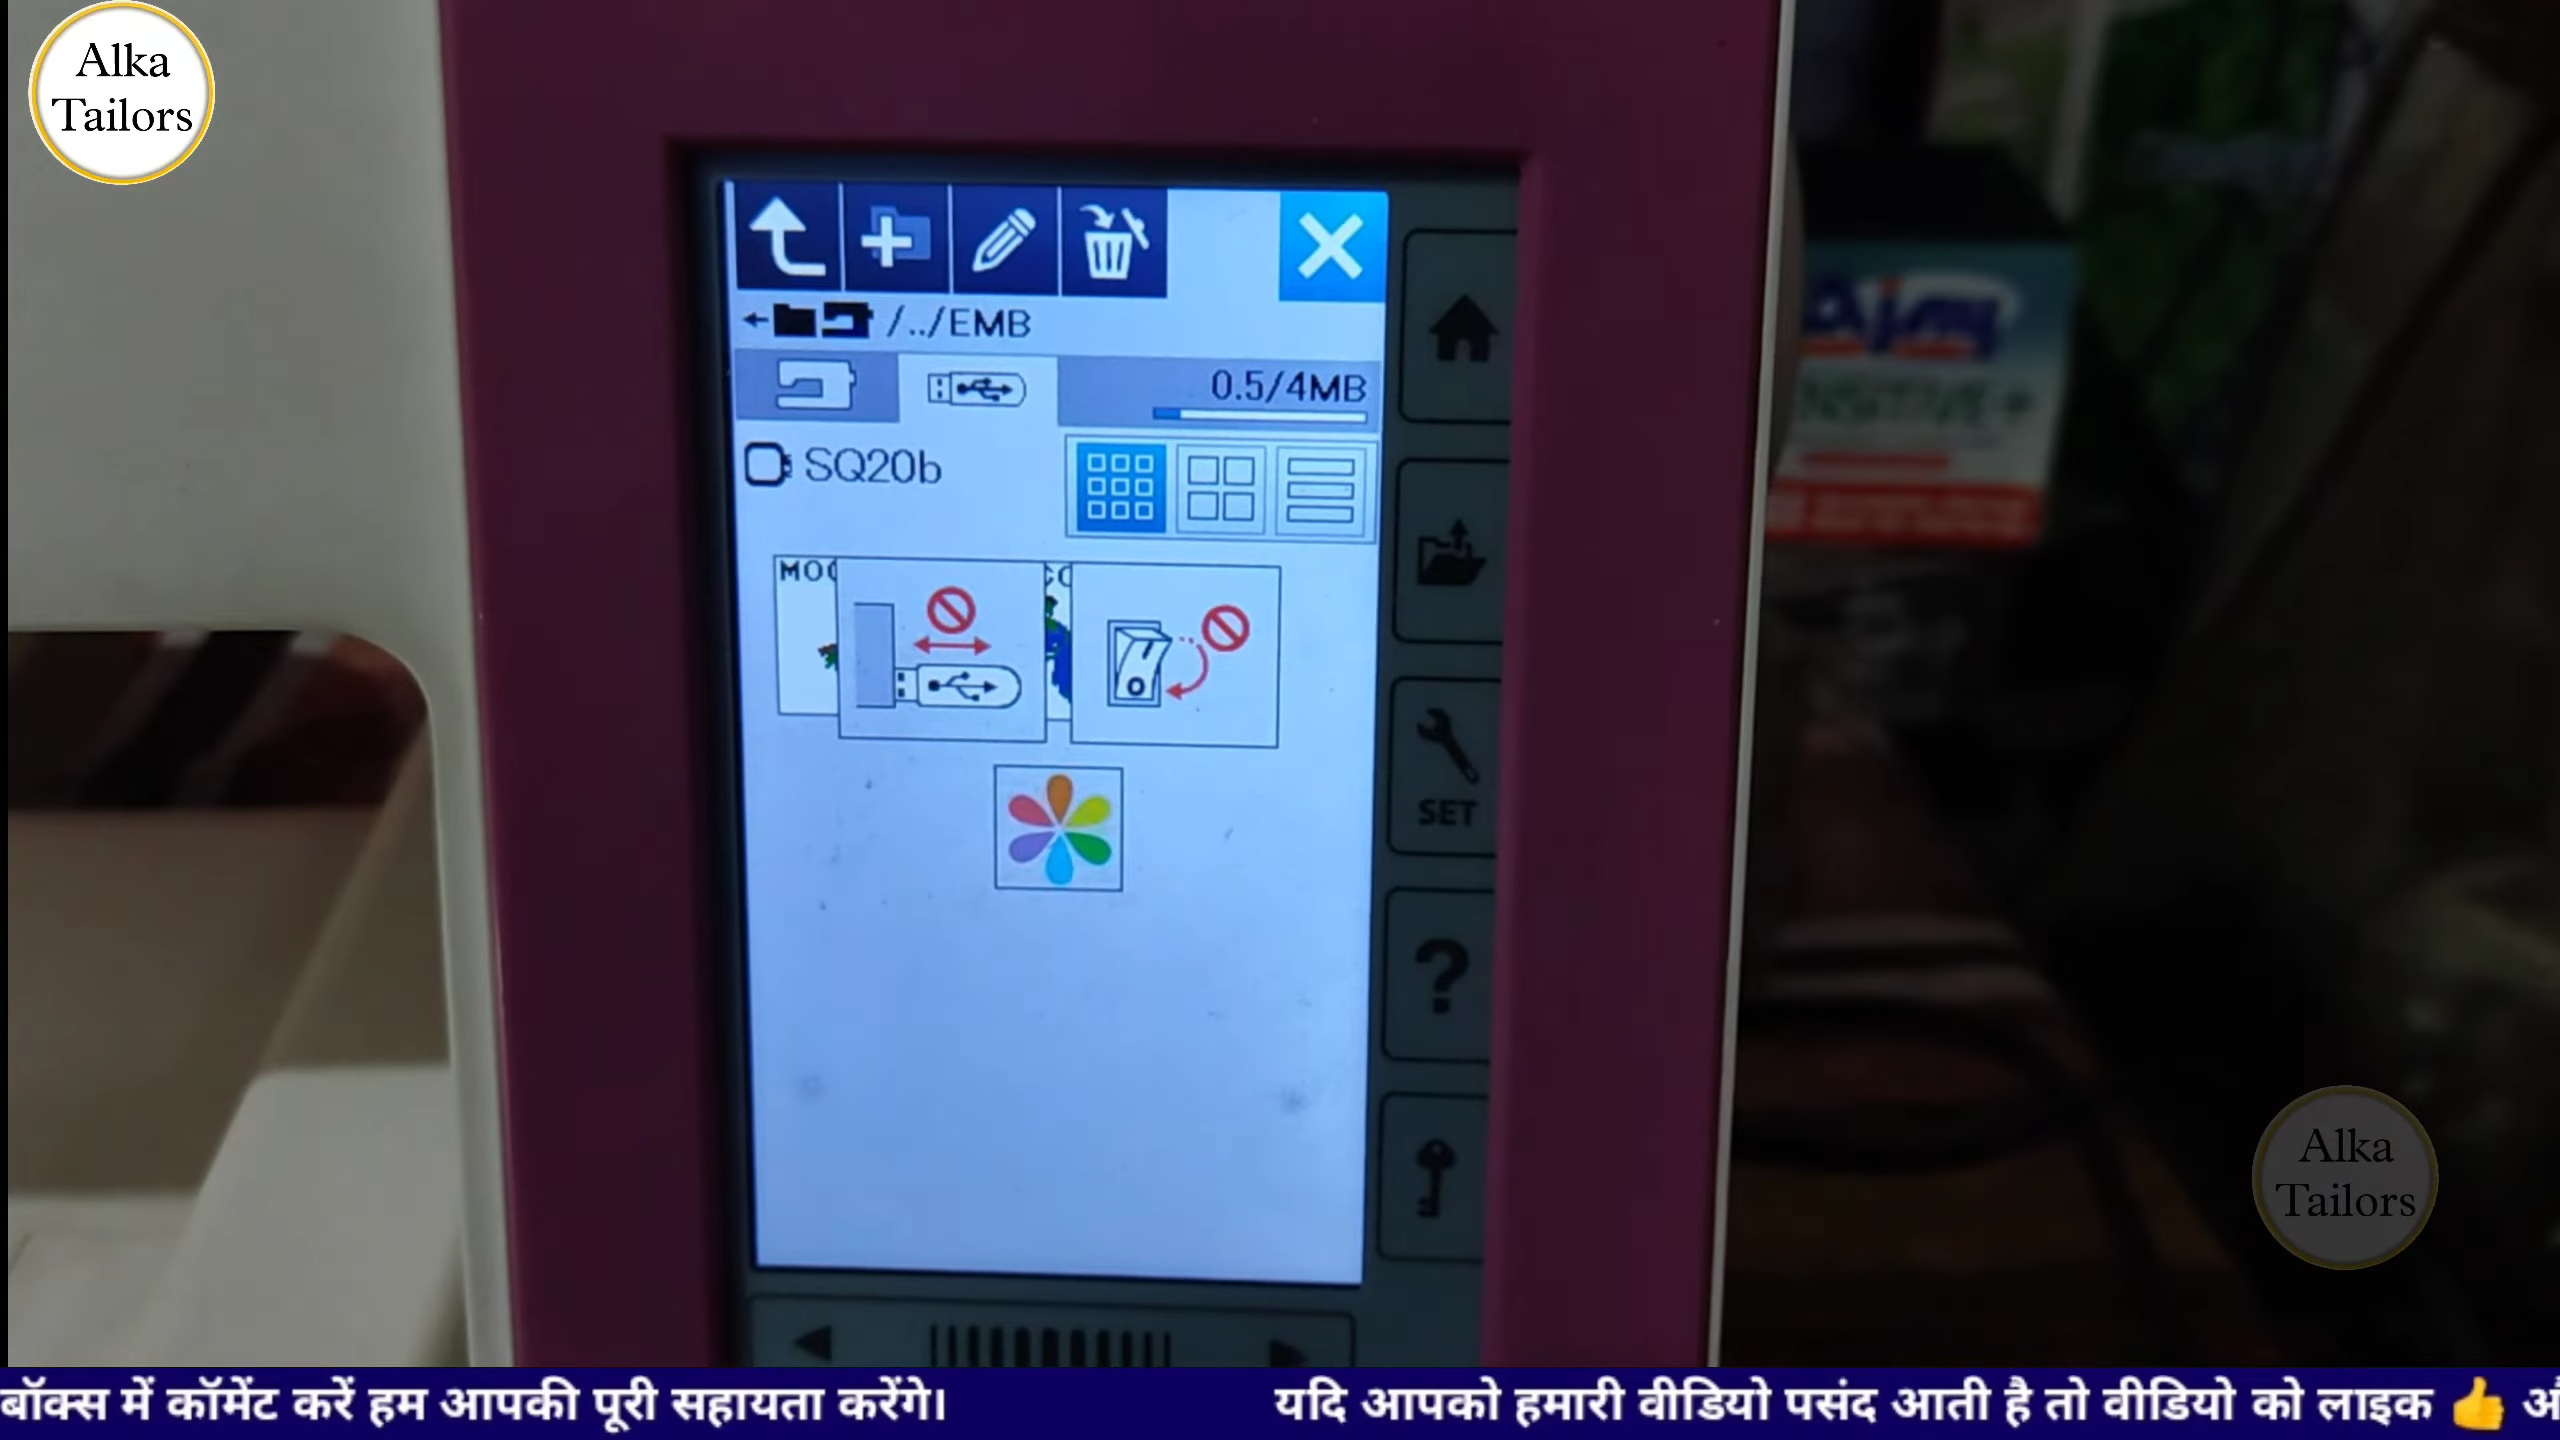 Alka
Tailors
/../EMB
0.5/4MB
SQ20b
SET
?
NSITIVE+
Alka
Tailors
बॉक्स में कॉमेंट करें हम आपकी पूरी सहायता करेंगे। यदि आपको हमारी वीडियो पसंद आती है तो वीडियो को लाइक 👍